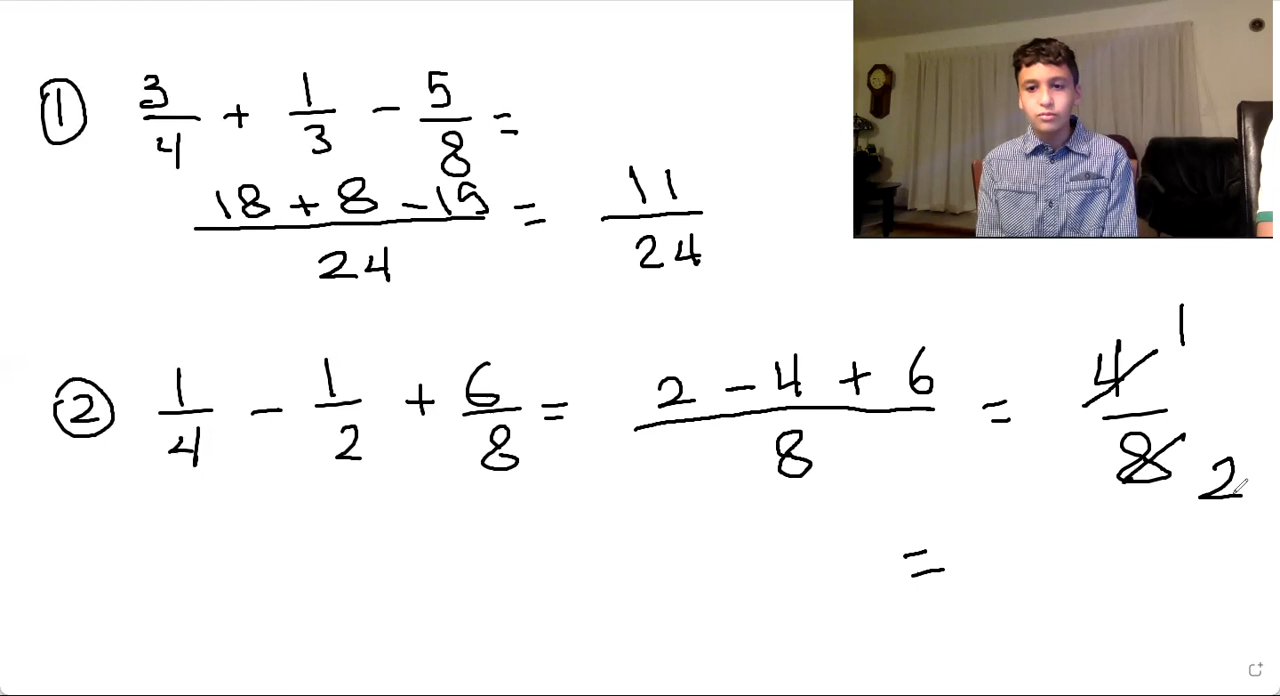 ① 3/4 + 1/3 - 5/8 =
18 + 8 - 15 / 24 = 11/24
② 1/4 - 1/2 + 6/8 = 2 - 4 + 6 / 8 = 4/8 1 2
=